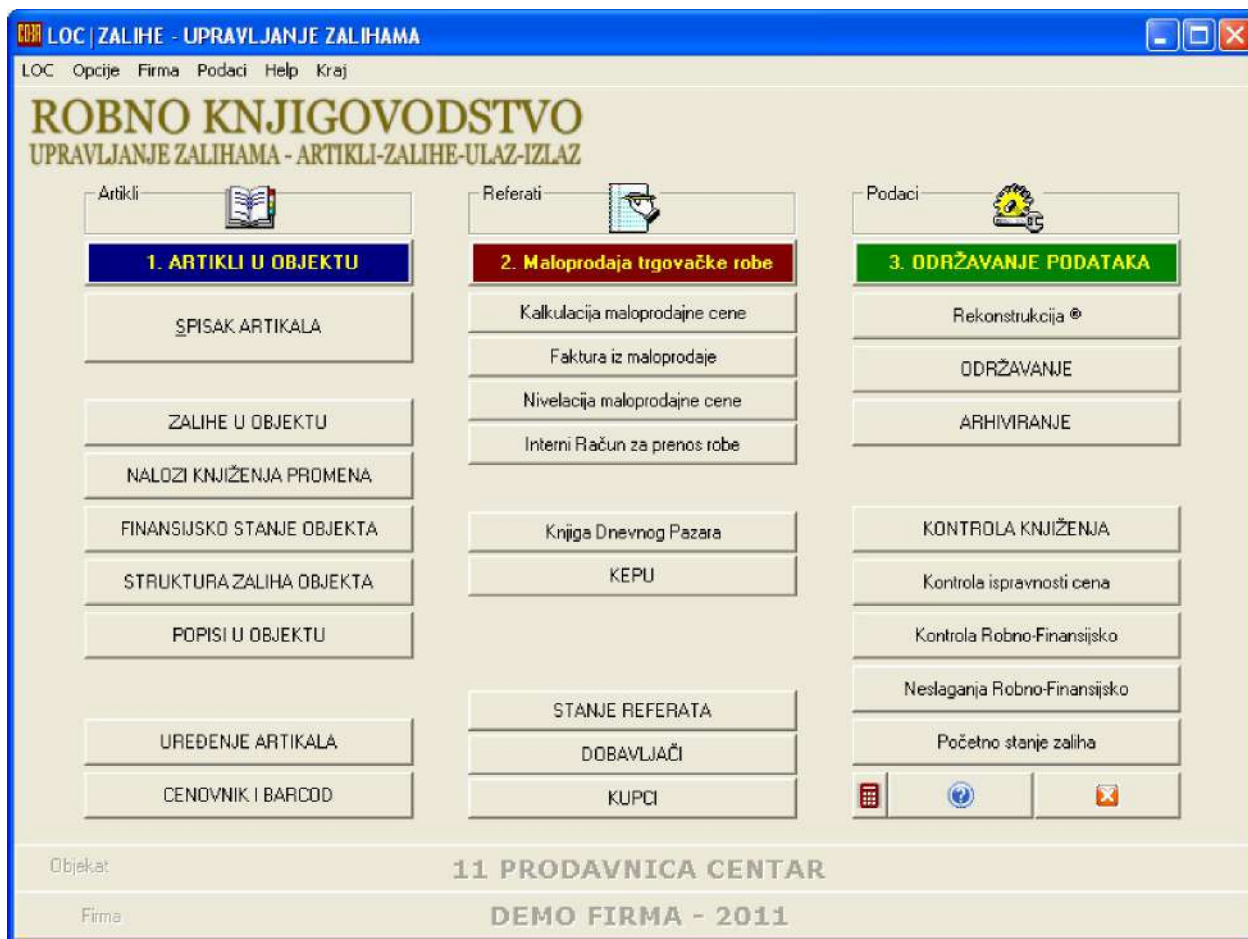 LOC | ZALIHE - UPRAVLJANJE ZALIHAMA
LOC Opcije Firma Podaci Help Kraj
ROBNO KNJIGOVODSTVO
UPRAVLJANJE ZALIHAMA - ARTIKLI-ZALIHE-ULAZ-IZLAZ
Artikli
1. ARTIKLI U OBJEKTU
SPISAK ARTIKALA
ZALIHE U OBJEKTU
NALOZI KNJIŽENJA PROMENA
FINANSIJSKO STANJE OBJEKTA
STRUKTURA ZALIHA OBJEKTA
POPISI U OBJEKTU
UREĐENJE ARTIKALA
CENOVNIK I BARCOD
Referati
2. Maloprodaja trgovačke robe
Kalkulacija maloprodajne cene
Faktura iz maloprodaje
Nivelacija maloprodajne cene
Interni Račun za prenos robe
Knjiga Dnevnog Pazara
KEPU
STANJE REFERATA
DOBAVLJAČI
KUPCI
Podaci
3. ODRŽAVANJE PODATAKA
Rekonstrukcija ®
ODRŽAVANJE
ARHIVIRANJE
KONTROLA KNJIŽENJA
Kontrola ispravnosti cena
Kontrola Robno-Finansijsko
Neslaganja Robno-Finansijsko
Početno stanje zaliha
Objekat 11 PRODAVNICA CENTAR
Firma DEMO FIRMA - 2011